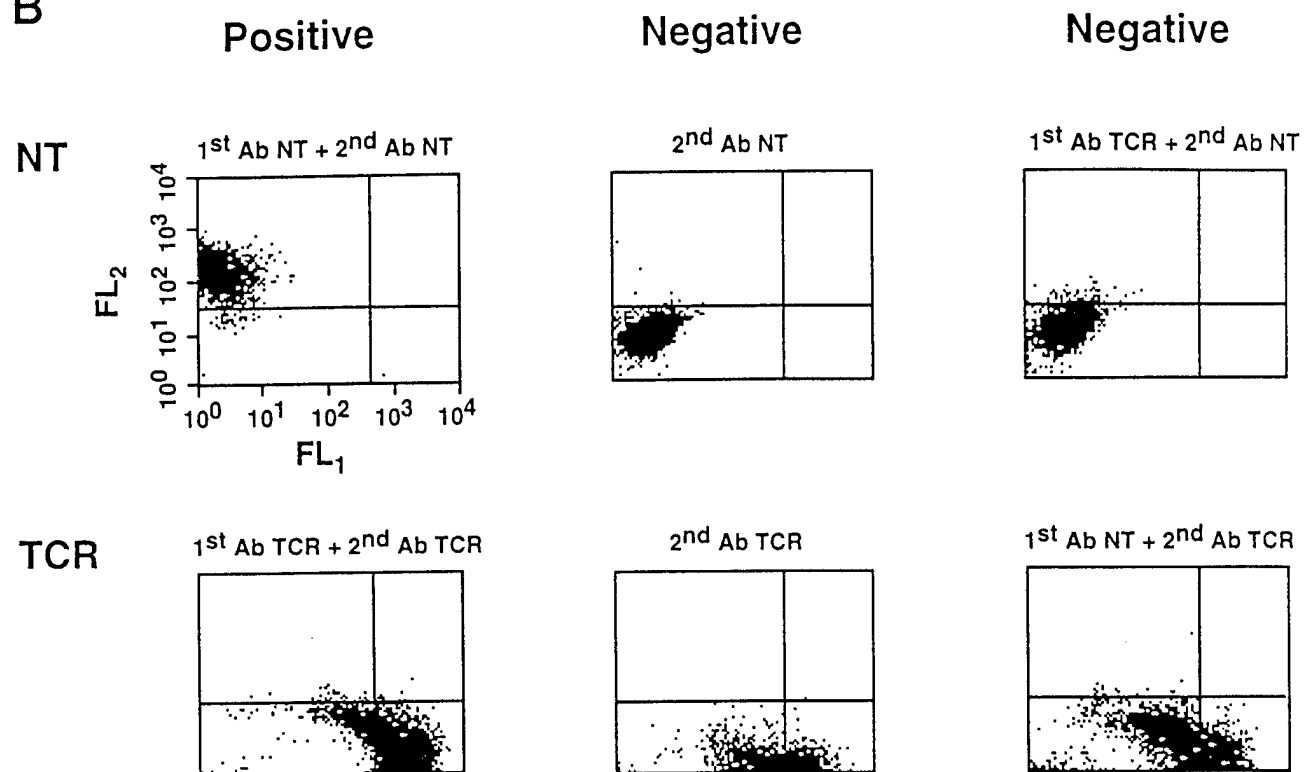 B
Positive Negative Negative
NT
1st Ab NT + 2nd Ab NT
2nd Ab NT
1st Ab TCR + 2nd Ab NT
FL2
10^4
10^3
10^2
10^1
10^0
10^0 10^1 10^2 10^3 10^4
FL1
TCR
1st Ab TCR + 2nd Ab TCR
2nd Ab TCR
1st Ab NT + 2nd Ab TCR